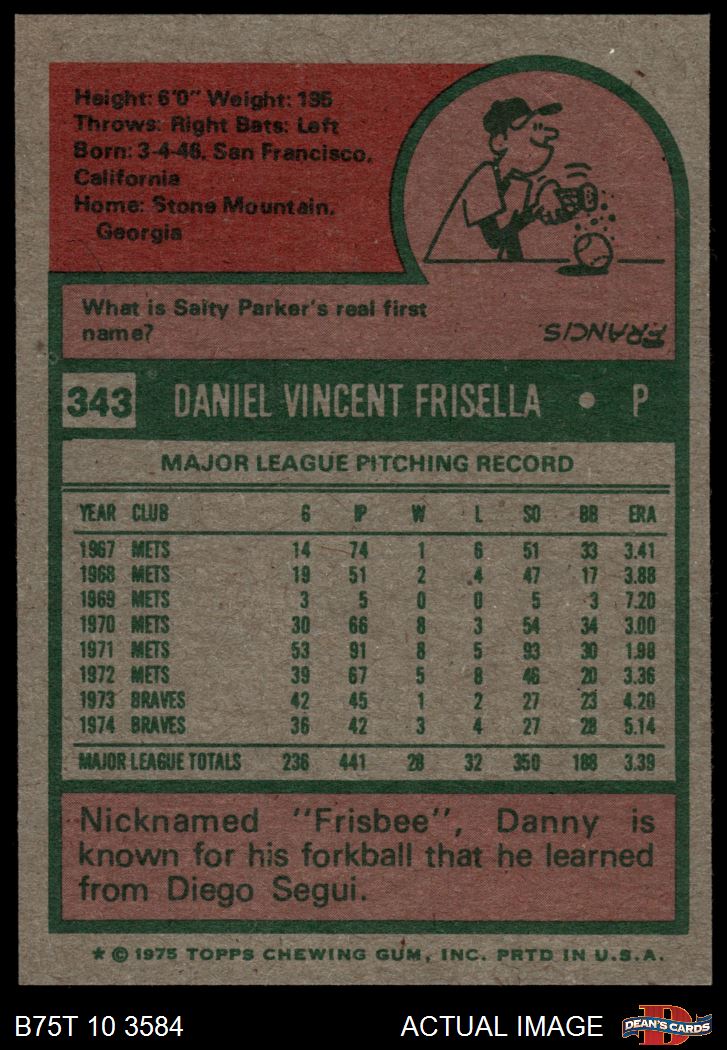 Height: 6'0" Weight: 195
Throws: Right Bats: Left
Born: 3-4-46, San Francisco,
California
Home: Stone Mountain,
Georgia
What is Salty Parker's real first
name?
FRANCIS.
343 DANIEL VINCENT FRISELLA • P
MAJOR LEAGUE PITCHING RECORD
YEAR CLUB G IP W L SO BB ERA
1967 METS 14 74 1 6 51 33 3.41
1968 METS 19 51 2 4 47 17 3.88
1969 METS 3 5 0 0 5 3 7.20
1970 METS 30 66 8 3 54 34 3.00
1971 METS 53 91 8 5 93 30 1.98
1972 METS 39 67 5 8 46 20 3.36
1973 BRAVES 42 45 1 2 27 23 4.20
1974 BRAVES 36 42 3 4 27 28 5.14
MAJOR LEAGUE TOTALS 236 441 28 32 350 188 3.39
Nicknamed "Frisbee", Danny is
known for his forkball that he learned
from Diego Segui.
* © 1975 TOPPS CHEWING GUM, INC. PRTD IN U.S.A.
B75T 10 3584 ACTUAL IMAGE D DEAN'S CARDS